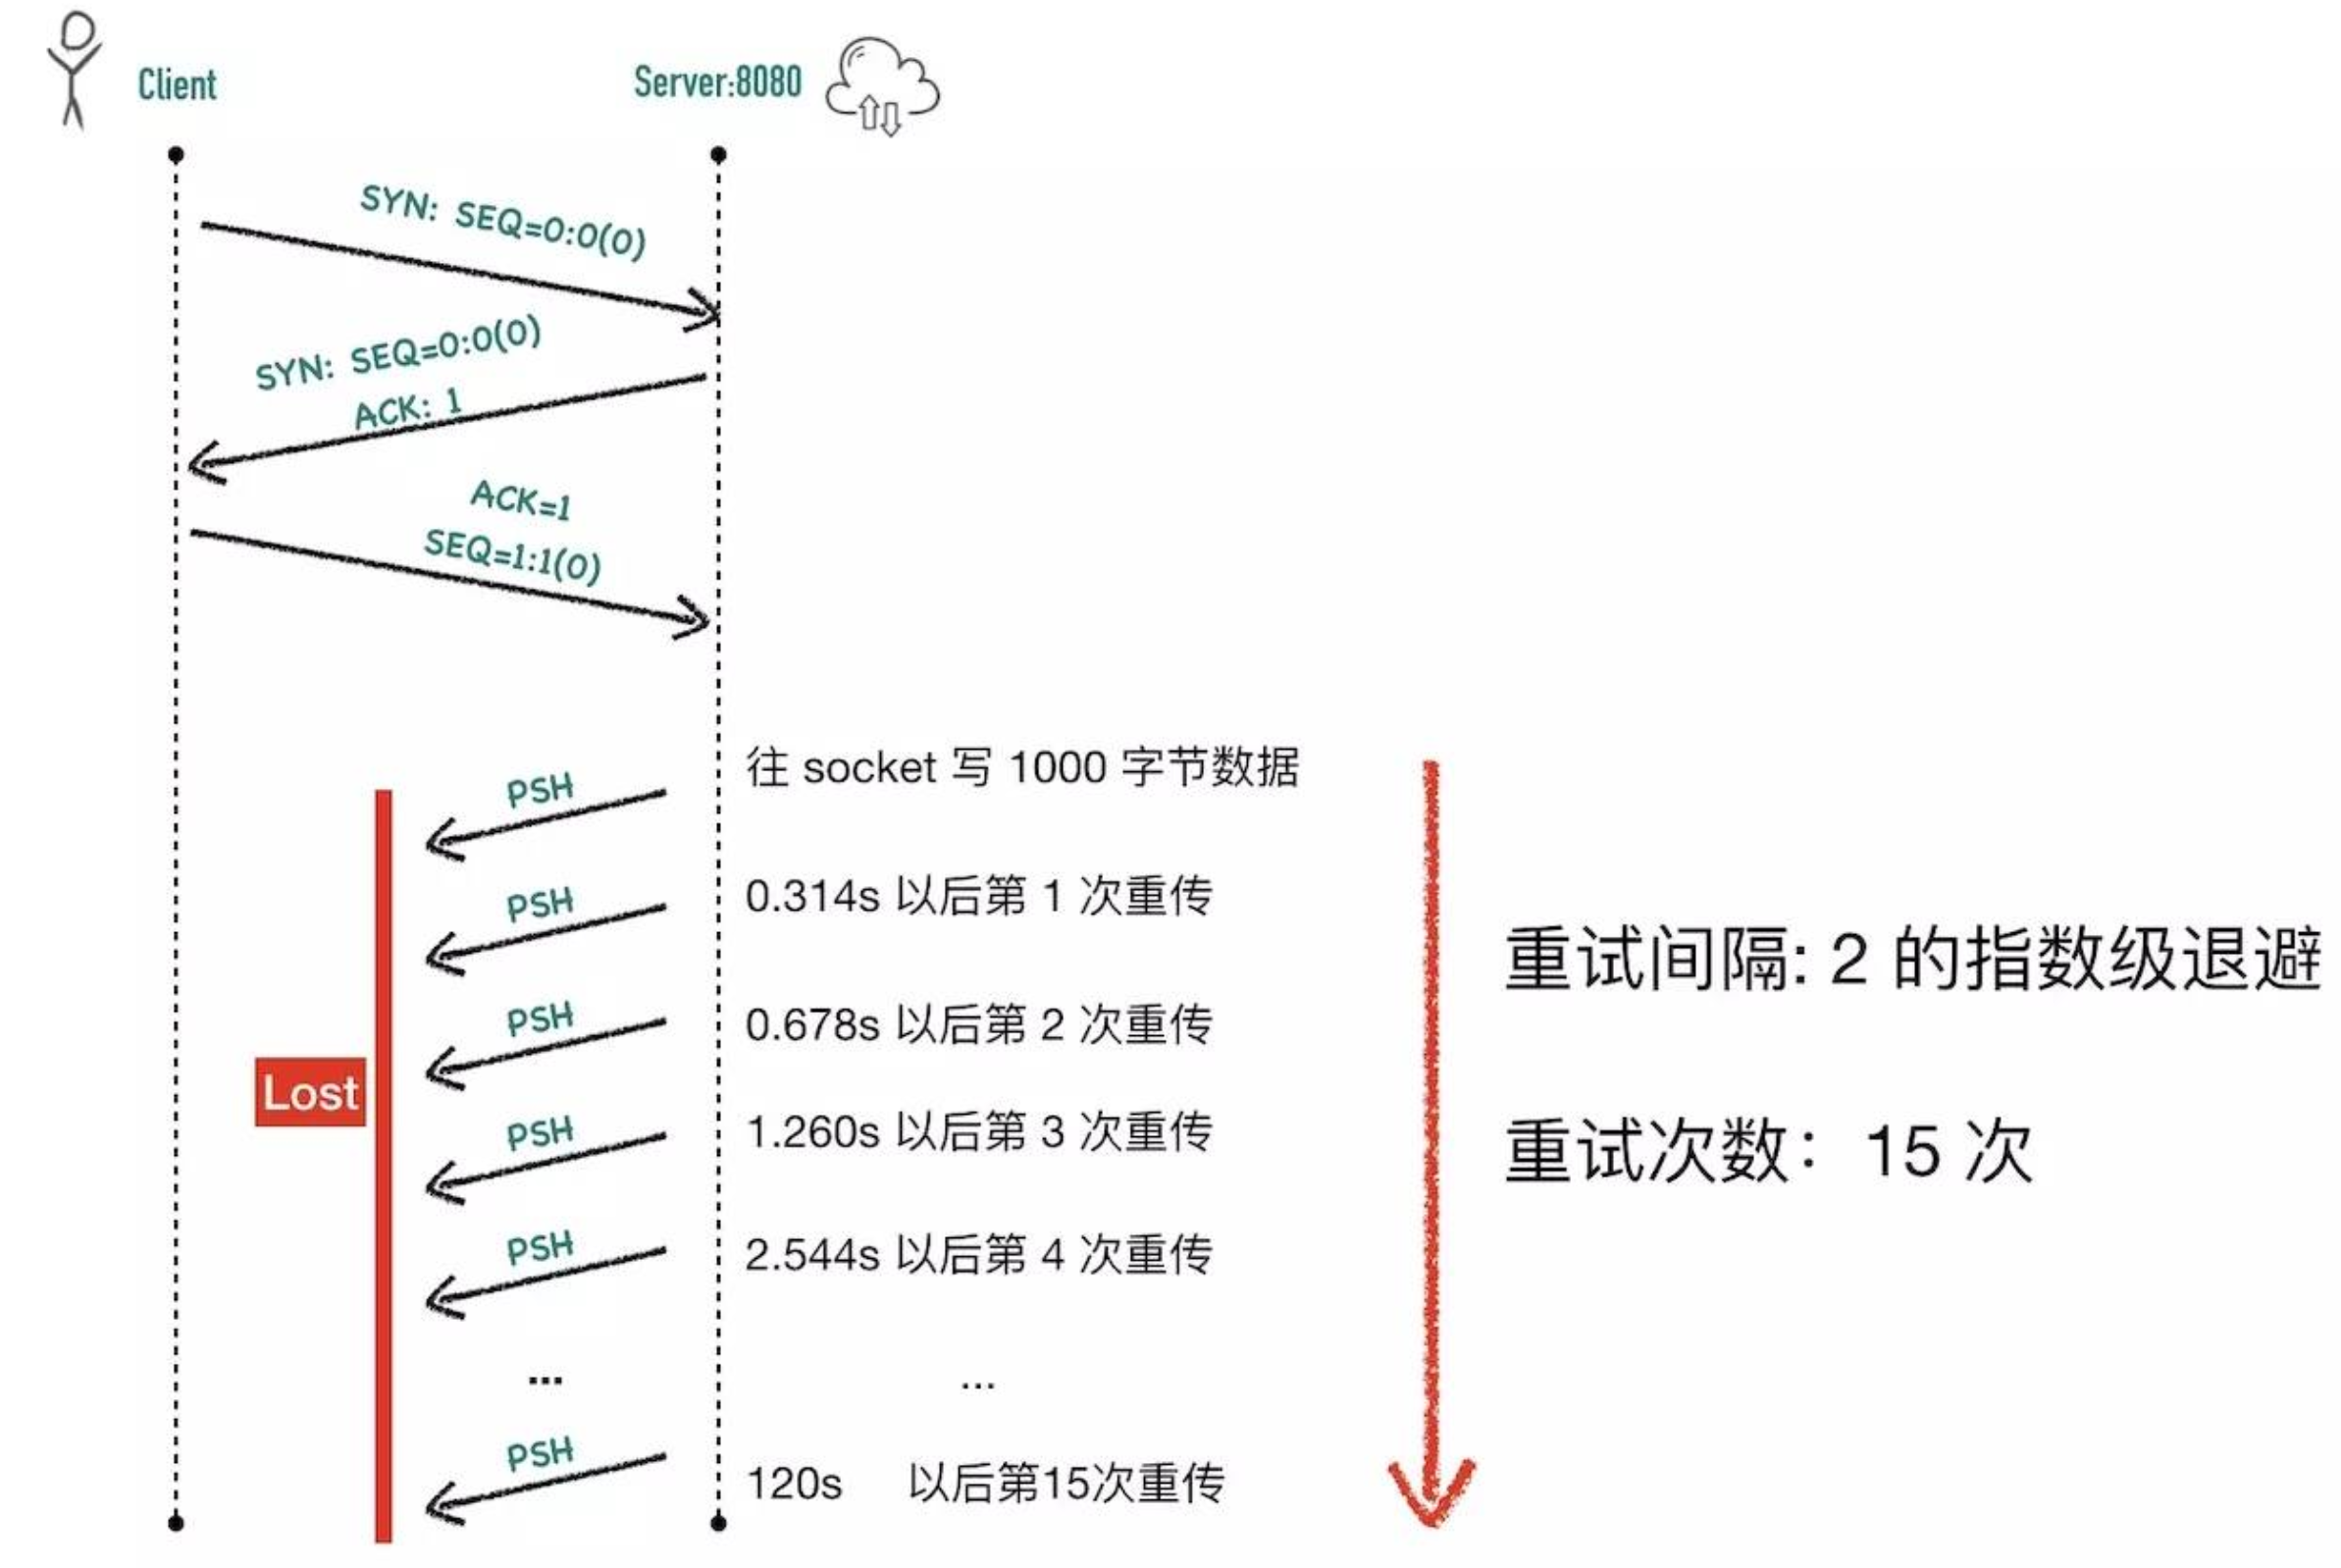 Client
Server:8080
SYN: SEQ=0:0(0)
SYN: SEQ=0:0(0)
ACK: 1
ACK=1
SEQ=1:1(0)
往 socket 写 1000 字节数据
PSH
0.314s 以后第 1 次重传
PSH
重试间隔: 2 的指数级退避
0.678s 以后第 2 次重传
PSH
Lost
1.260s 以后第 3 次重传
PSH
重试次数：15 次
2.544s 以后第 4 次重传
PSH
...
...
PSH
120s 以后第15次重传